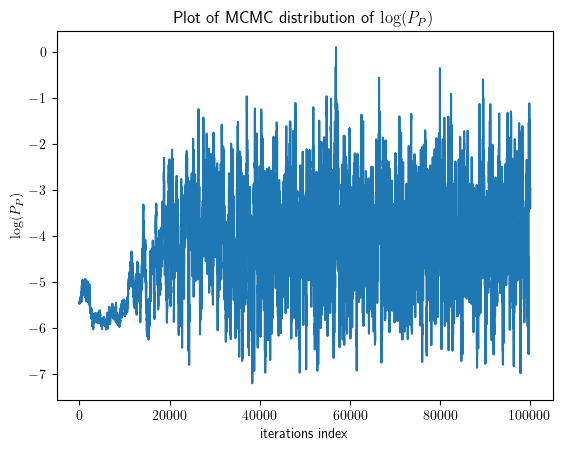 Plot of MCMC distribution of log(P_P)
0
−1
−2
−3
−4
−5
−6
−7
log(P_P)
0 20000 40000 60000 80000 100000
iterations index